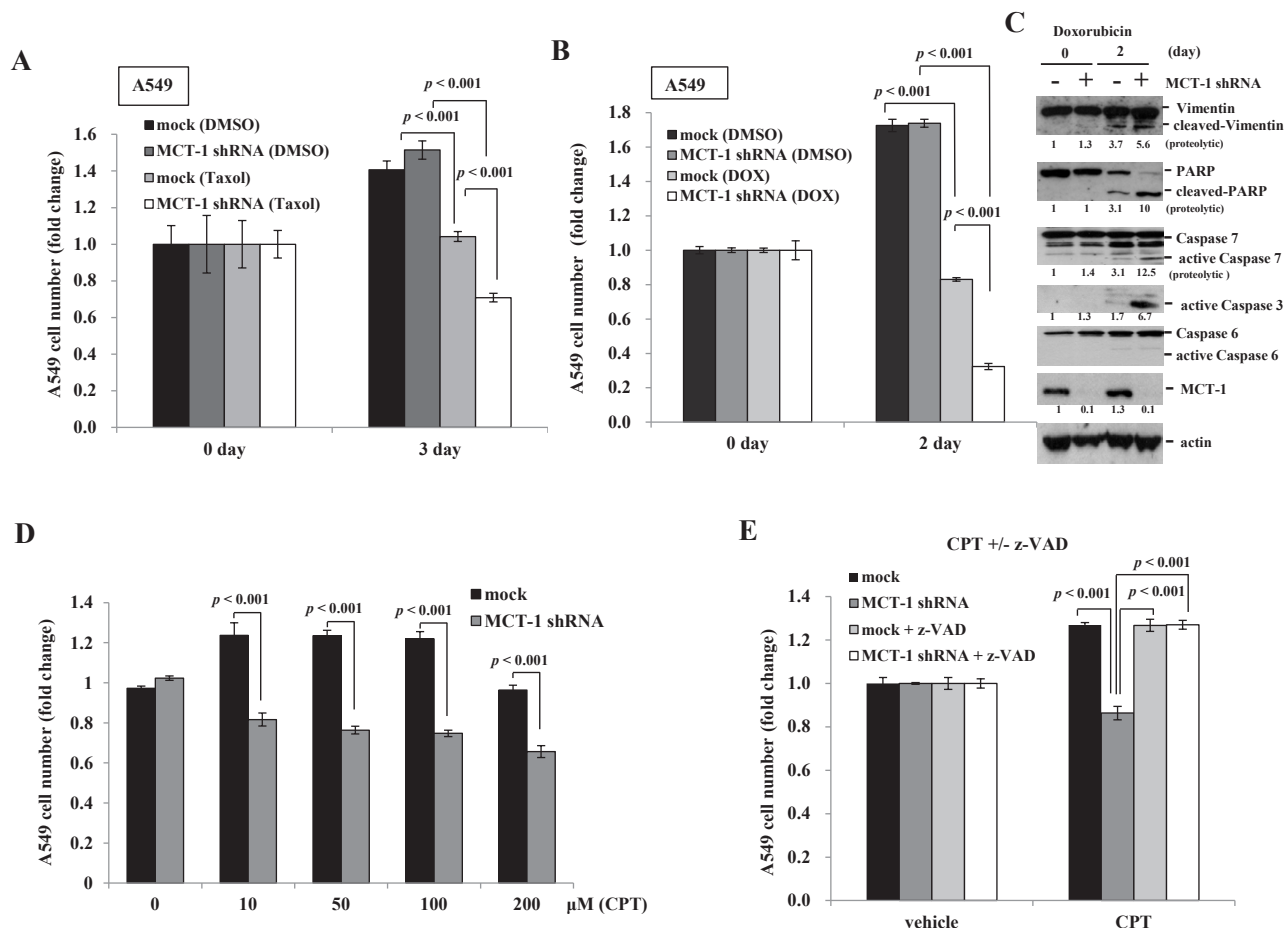 A
A549
mock (DMSO)
MCT-1 shRNA (DMSO)
mock (Taxol)
MCT-1 shRNA (Taxol)
p < 0.001
p < 0.001
p < 0.001
A549 cell number (fold change)
1.6
1.4
1.2
1.0
0.8
0.6
0.4
0.2
0.0
0 day
3 day
B
A549
mock (DMSO)
MCT-1 shRNA (DMSO)
mock (DOX)
MCT-1 shRNA (DOX)
p < 0.001
p < 0.001
p < 0.001
A549 cell number (fold change)
1.8
1.6
1.4
1.2
1.0
0.8
0.6
0.4
0.2
0.0
0 day
2 day
C
Doxorubicin
0 2 (day)
- + - + MCT-1 shRNA
Vimentin
cleaved-Vimentin
1 1.3 3.7 5.6 (proteolytic)
PARP
cleaved-PARP
1 1 3.1 10 (proteolytic)
Caspase 7
active Caspase 7
1 1.4 3.1 12.5 (proteolytic )
active Caspase 3
1 1.3 1.7 6.7
Caspase 6
active Caspase 6
MCT-1
1 0.1 1.3 0.1
actin
D
mock
MCT-1 shRNA
p < 0.001
p < 0.001
p < 0.001
p < 0.001
A549 cell number (fold change)
1.4
1.2
1
0.8
0.6
0.4
0.2
0
0 10 50 100 200 µM (CPT)
E
CPT +/- z-VAD
mock
MCT-1 shRNA
mock + z-VAD
MCT-1 shRNA + z-VAD
p < 0.001
p < 0.001
p < 0.001
A549 cell number (fold change)
1.4
1.2
1.0
0.8
0.6
0.4
0.2
0.0
vehicle
CPT